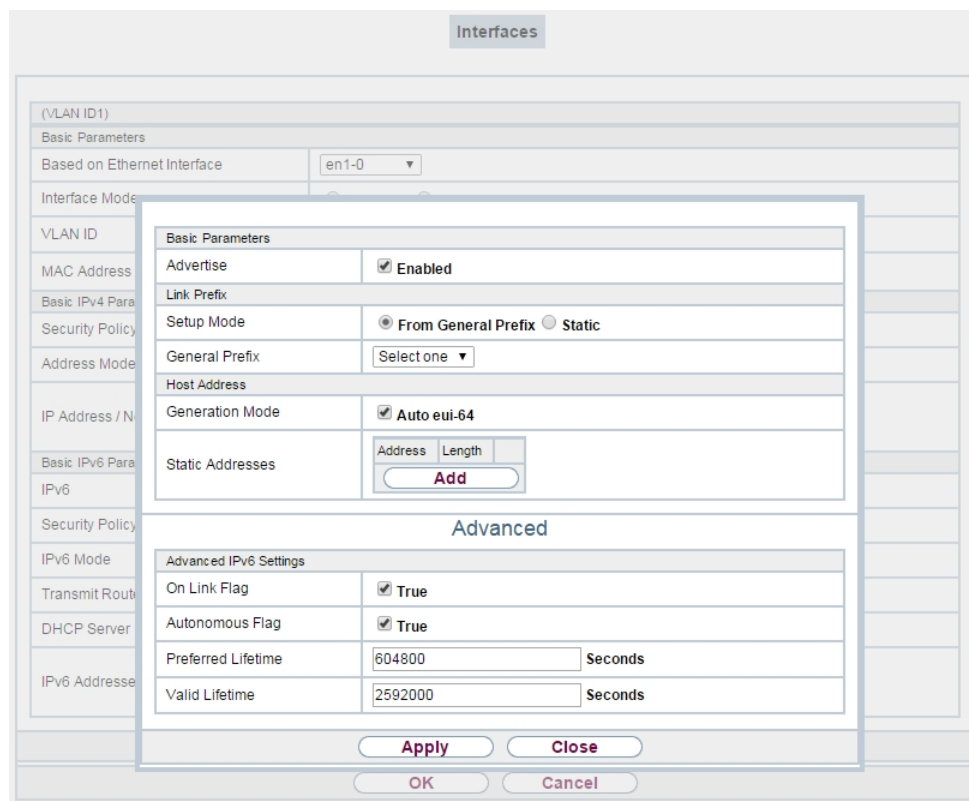 Interfaces
(VLAN ID1)
Basic Parameters
Based on Ethernet Interface en1-0
Interface Mode
VLAN ID
MAC Address
Basic IPv4 Para
Security Policy
Address Mode
IP Address / N
Basic IPv6 Para
IPv6
Security Policy
IPv6 Mode
Transmit Route
DHCP Server
IPv6 Addresse
Basic Parameters
Advertise Enabled
Link Prefix
Setup Mode From General Prefix Static
General Prefix Select one
Host Address
Generation Mode Auto eui-64
Static Addresses
Address Length
Add
Advanced
Advanced IPv6 Settings
On Link Flag True
Autonomous Flag True
Preferred Lifetime 604800 Seconds
Valid Lifetime 2592000 Seconds
Apply Close
OK Cancel